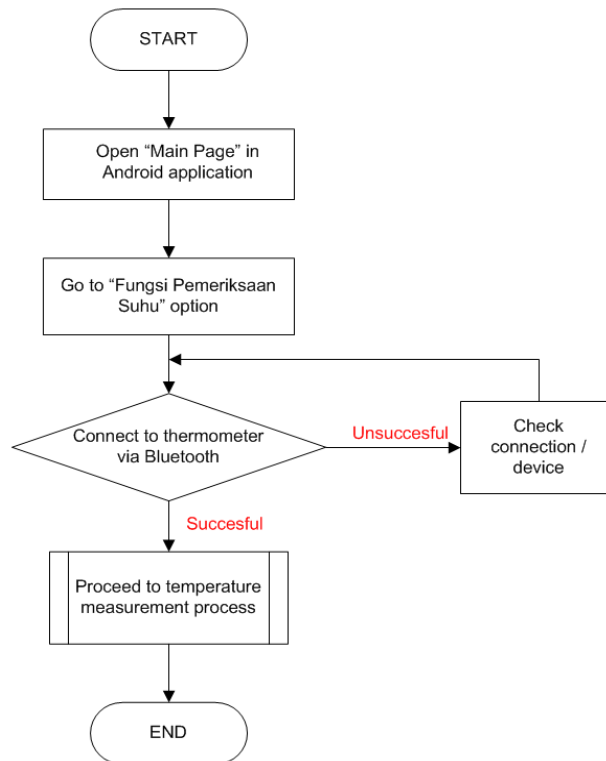 START
Open “Main Page” in
Android application
Go to “Fungsi Pemeriksaan
Suhu” option
Connect to thermometer
via Bluetooth
Unsuccesful
Check
connection /
device
Succesful
Proceed to temperature
measurement process
END